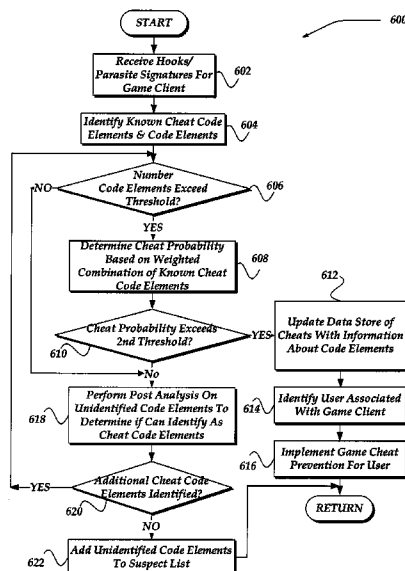 600
START
Receive Hooks/
Parasite Signatures For
Game Client
602
Identify Known Cheat Code
Elements & Code Elements
604
Number
Code Elements Exceed
Threshold?
606
NO
YES
Determine Cheat Probability
Based on Weighted
Combination of Known Cheat
Code Elements
608
Cheat Probability Exceeds
2nd Threshold?
610
YES
No
612
Update Data Store of
Cheats With Information
About Code Elements
614
Identify User Associated
With Game Client
616
Implement Game Cheat
Prevention For User
RETURN
618
Perform Post Analysis On
Unidentified Code Elements To
Determine if Can Identify As
Cheat Code Elements
Additional Cheat Code
Elements Identified?
620
YES
NO
Add Unidentified Code Elements
To Suspect List
622